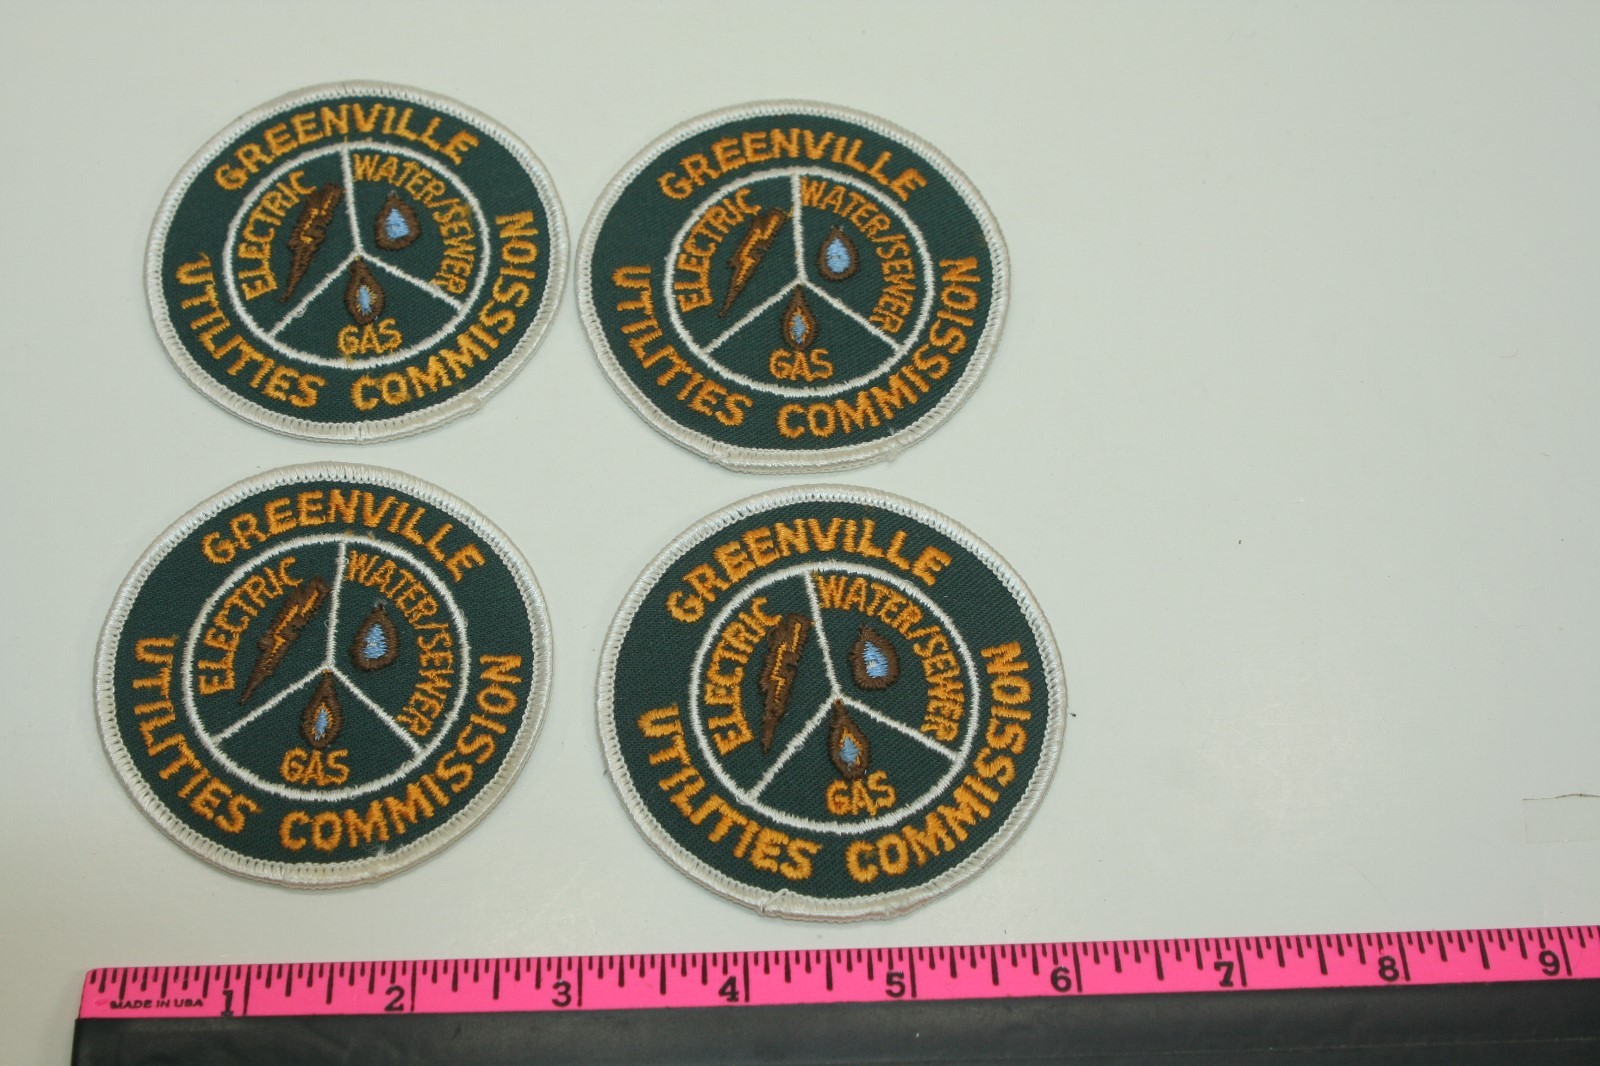 GREENVILLE
ELECTRIC
WATER/SEWER
GAS
UTILITIES COMMISSION
GREENVILLE
ELECTRIC
WATER/SEWER
GAS
UTILITIES COMMISSION
GREENVILLE
ELECTRIC
WATER/SEWER
GAS
UTILITIES COMMISSION
GREENVILLE
ELECTRIC
WATER/SEWER
GAS
UTILITIES COMMISSION
MADE IN USA 1 2 3 4 5 6 7 8 9